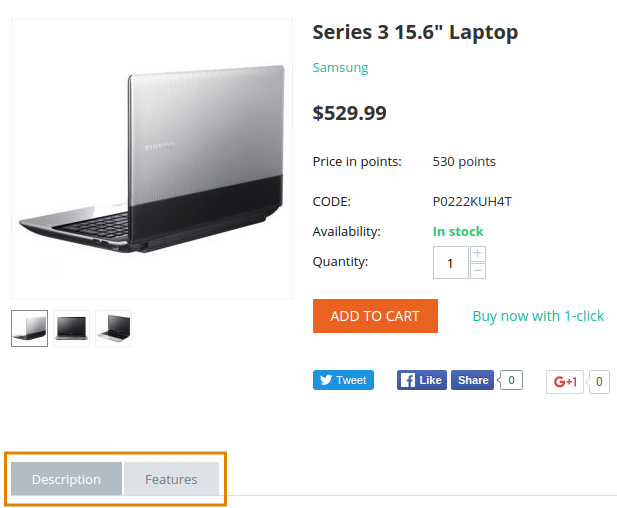 Series 3 15.6" Laptop
Samsung
$529.99
Price in points: 530 points
CODE: P0222KUH4T
Availability: In stock
Quantity: 1 + −
ADD TO CART Buy now with 1-click
Tweet Like Share 0 G+1 0
Description Features